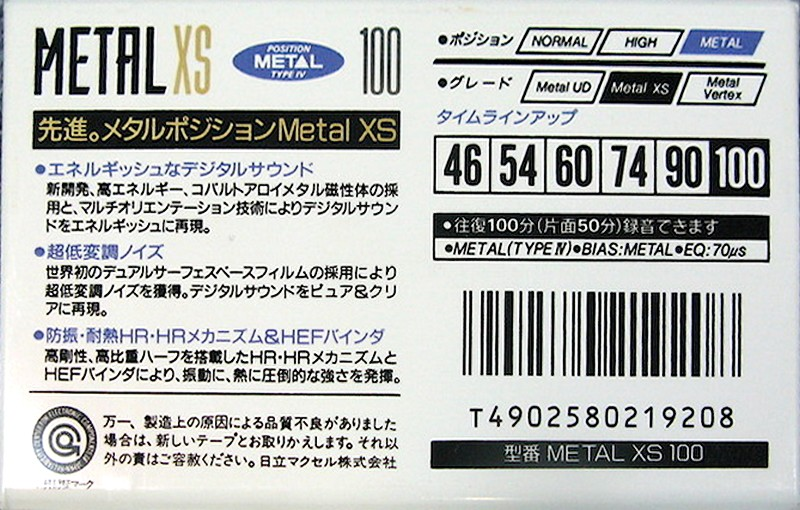 METAL XS
POSITION
METAL
TYPE IV
100
先進。メタルポジションMetal XS
●エネルギッシュなデジタルサウンド
新開発、高エネルギー、コバルトアロイメタル磁性体の採
用と、マルチオリエンテーション技術によりデジタルサウン
ドをエネルギッシュに再現。
●超低変調ノイズ
世界初のデュアルサーフェスベースフィルムの採用により
超低変調ノイズを獲得。デジタルサウンドをピュア&クリ
アに再現。
●防振・耐熱HR・HRメカニズム&HEFバインダ
高剛性、高比重ハーフを搭載したHR・HRメカニズムと
HEFバインダにより、振動に、熱に圧倒的な強さを発揮。
万一、製造上の原因による品質不良がありました
場合は、新しいテープとお取りかえします。それ以
外の責はご容赦ください。日立マクセル株式会社
マーク
●ポジション NORMAL HIGH METAL
●グレード Metal UD Metal XS Metal Vertex
タイムラインアップ
46 54 60 74 90 100
●往復100分(片面50分)録音できます
●METAL(TYPE IV)●BIAS:METAL●EQ:70μs
T4902580219208
型番 METAL XS 100